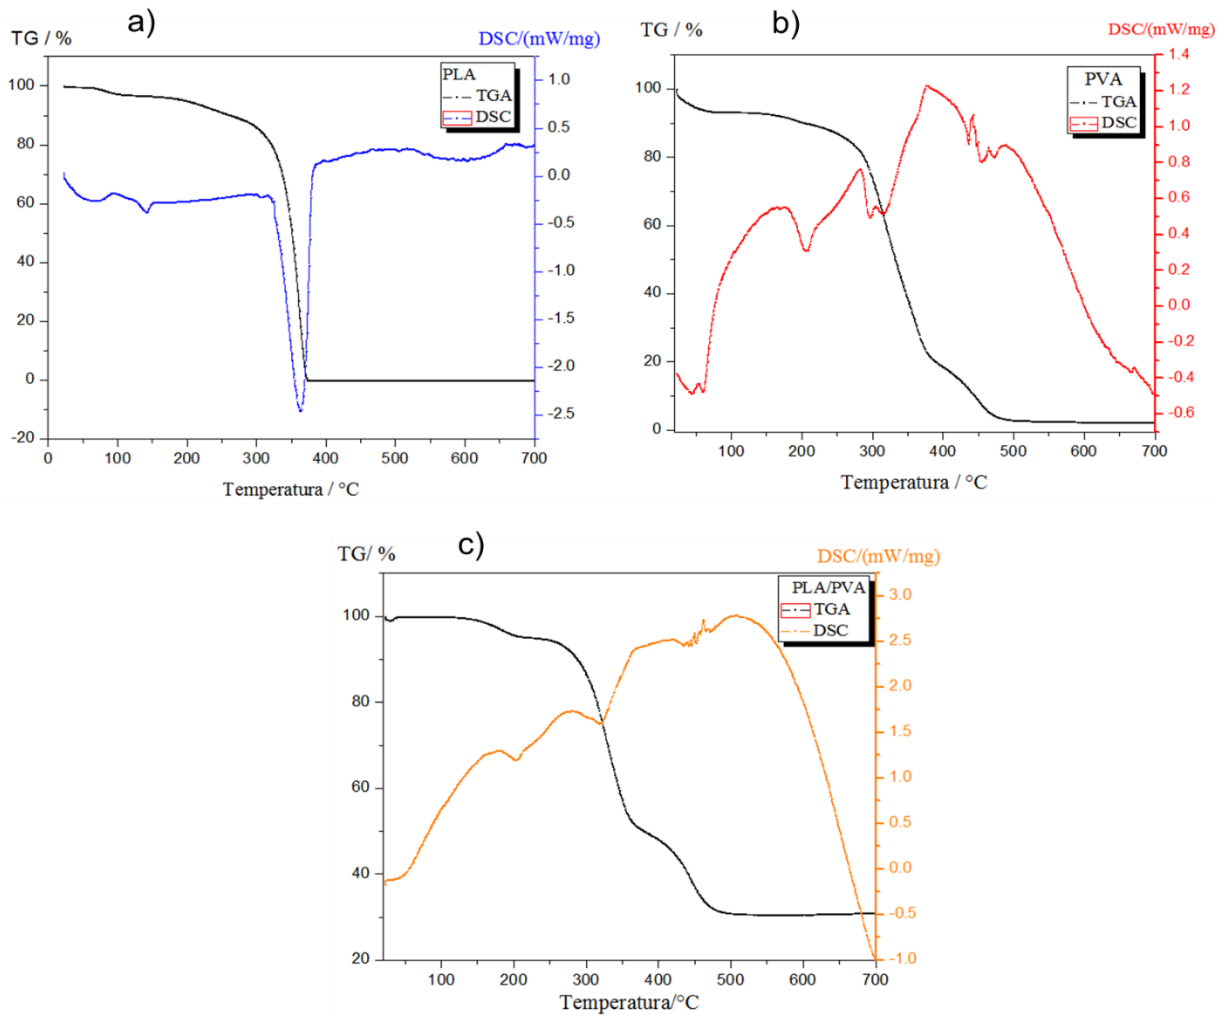 a)
TG / %
DSC/(mW/mg)
PLA
TGA
DSC
100
80
60
40
20
0
-20
1.0
0.5
0.0
-0.5
-1.0
-1.5
-2.0
-2.5
0 100 200 300 400 500 600 700
Temperatura / °C
b)
TG / %
DSC/(mW/mg)
PVA
TGA
DSC
100
80
60
40
20
0
1.4
1.2
1.0
0.8
0.6
0.4
0.2
0.0
-0.2
-0.4
-0.6
100 200 300 400 500 600 700
Temperatura / °C
c)
TG/ %
DSC/(mW/mg)
PLA/PVA
TGA
DSC
100
80
60
40
20
3.0
2.5
2.0
1.5
1.0
0.5
0.0
-0.5
-1.0
100 200 300 400 500 600 700
Temperatura/°C